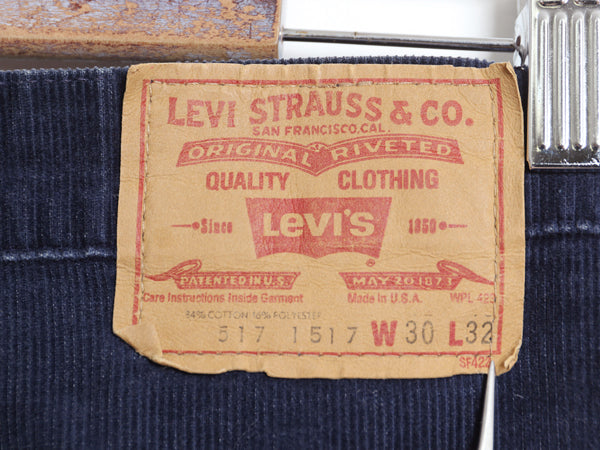 LEVI STRAUSS & CO.
SAN FRANCISCO, CAL.
ORIGINAL RIVETED
QUALITY CLOTHING
Since Levi's 1850
PATENTED IN U.S. MAY 20 1873
Care Instructions Inside Garment Made in U.S.A. WPL 423
84% COTTON 16% POLYESTER
517 1517 W 30 L 32
SF422